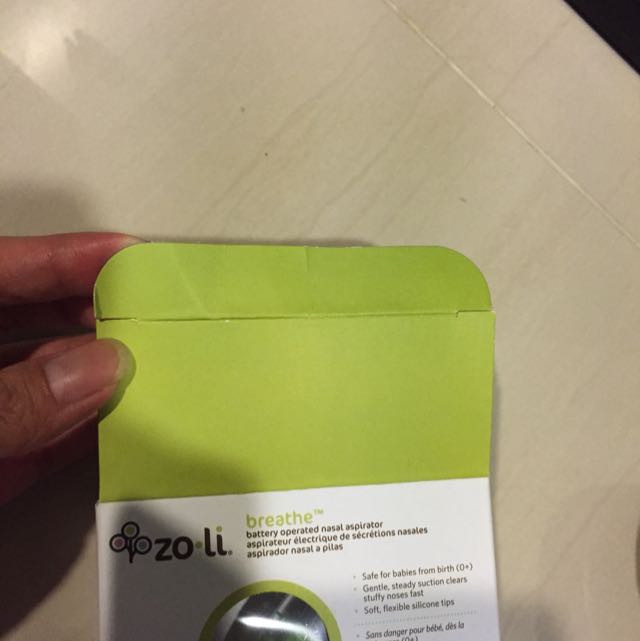 breathe™
zo·li®
battery operated nasal aspirator
aspirateur électrique de sécrétions nasales
aspirador nasal a pilas
• Safe for babies from birth (0+)
• Gentle, steady suction clears
stuffy noses fast
• Soft, flexible silicone tips
• Sans danger pour bébé, dès la
(0+)